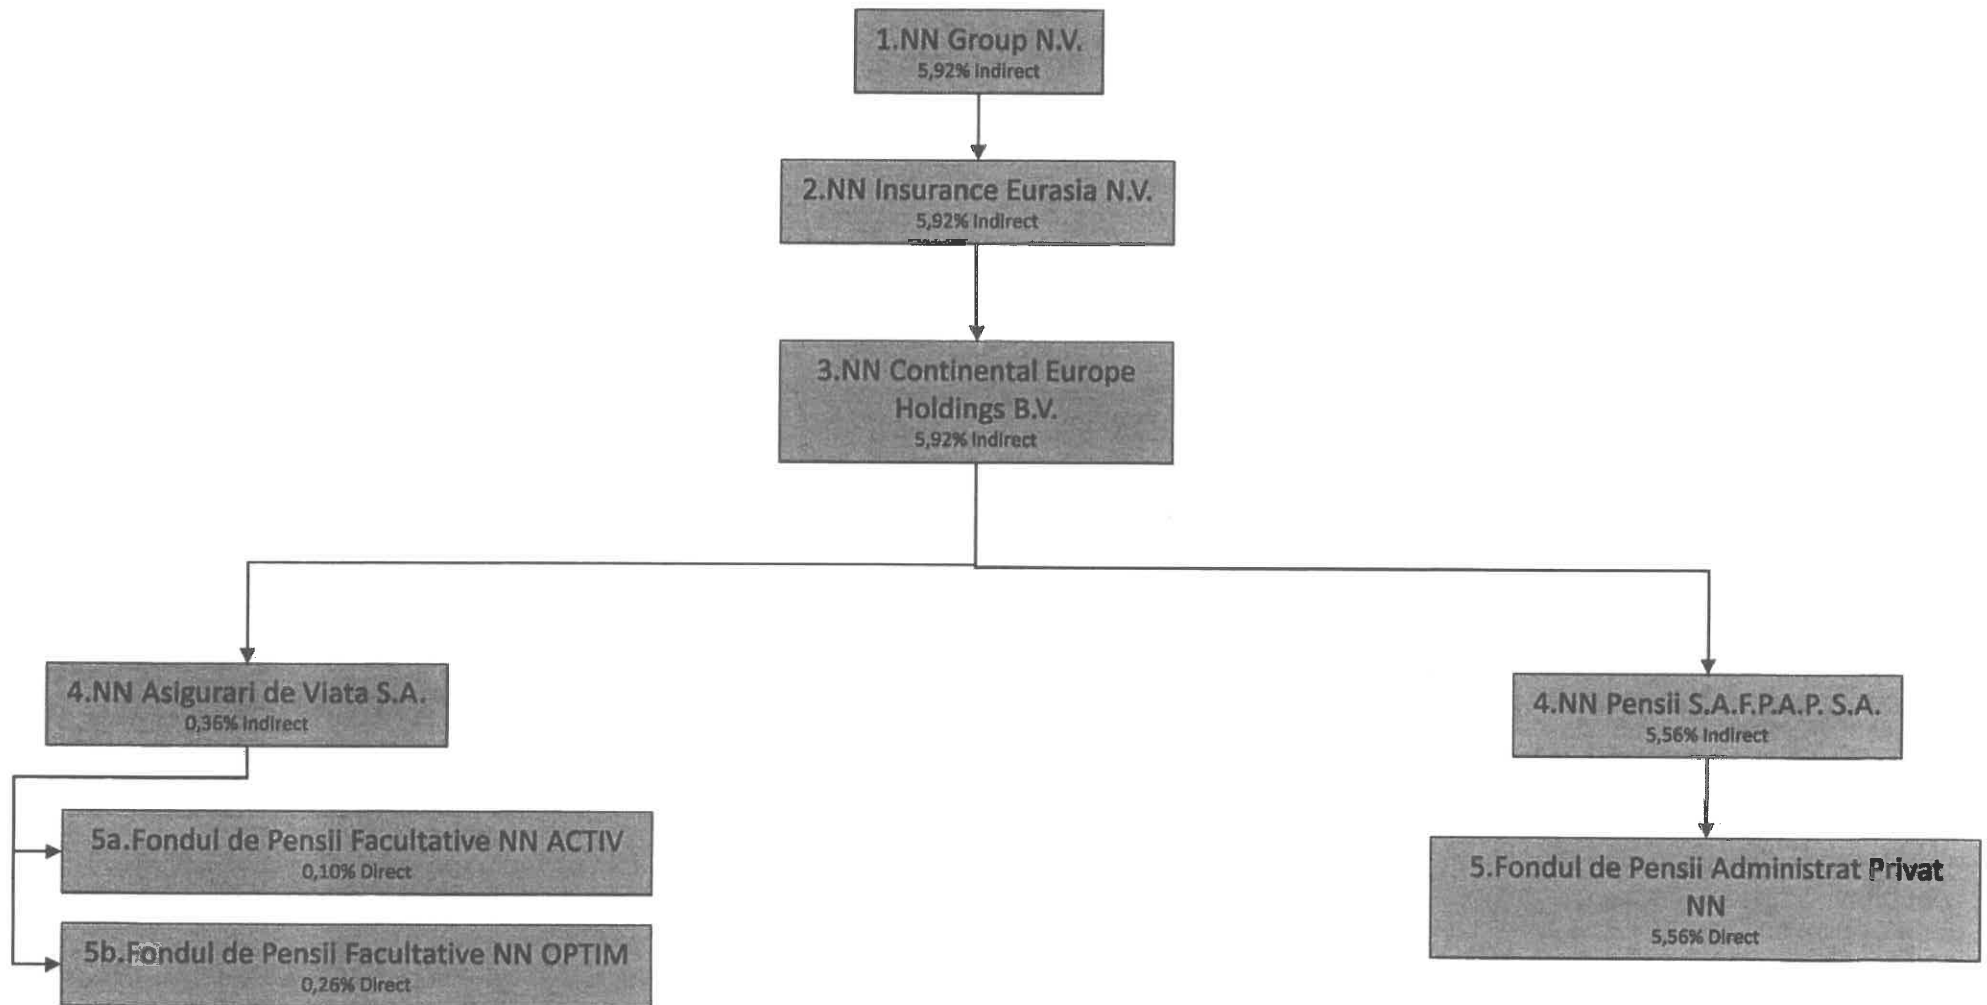 1.NN Group N.V.
5,92% Indirect
2.NN Insurance Eurasia N.V.
5,92% Indirect
3.NN Continental Europe
Holdings B.V.
5,92% Indirect
4.NN Asigurari de Viata S.A.
0,36% Indirect
5a.Fondul de Pensii Facultative NN ACTIV
0,10% Direct
5b.Fondul de Pensii Facultative NN OPTIM
0,26% Direct
4.NN Pensii S.A.F.P.A.P. S.A.
5,56% Indirect
5.Fondul de Pensii Administrat Privat
NN
5,56% Direct